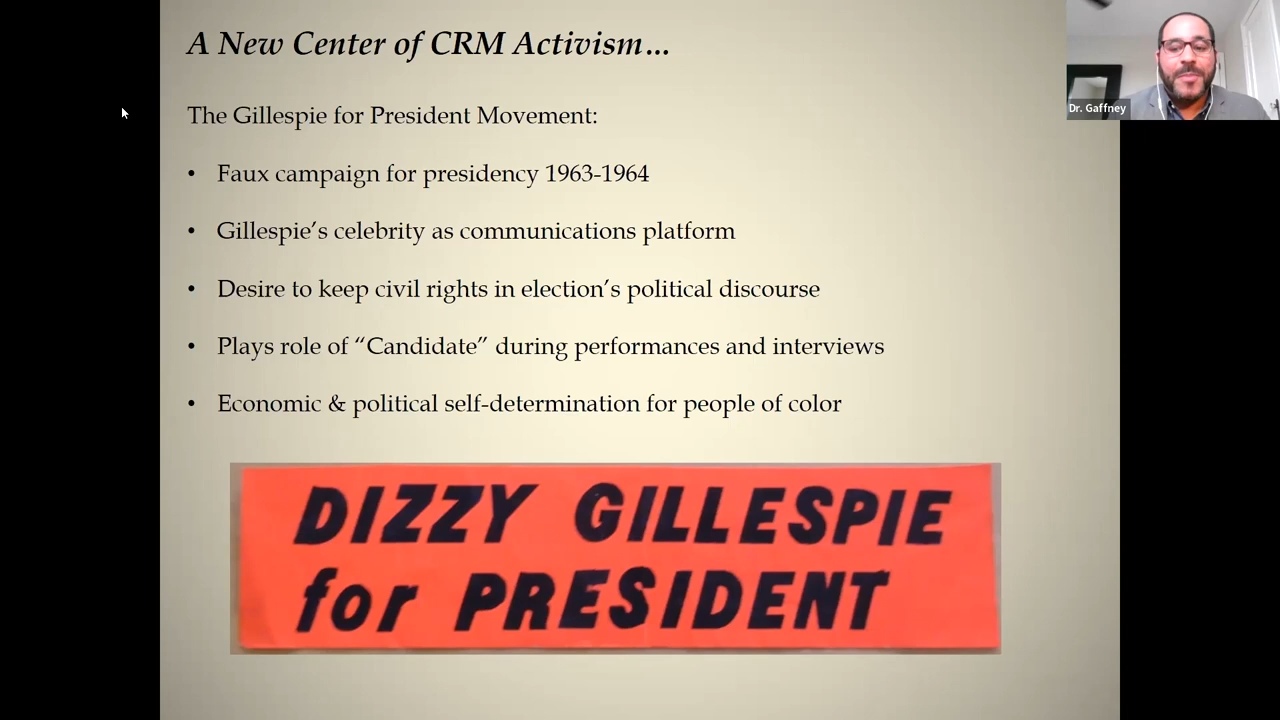 A New Center of CRM Activism…
The Gillespie for President Movement:
• Faux campaign for presidency 1963-1964
• Gillespie’s celebrity as communications platform
• Desire to keep civil rights in election’s political discourse
• Plays role of “Candidate” during performances and interviews
• Economic & political self-determination for people of color
DIZZY GILLESPIE
for PRESIDENT
Dr. Gaffney